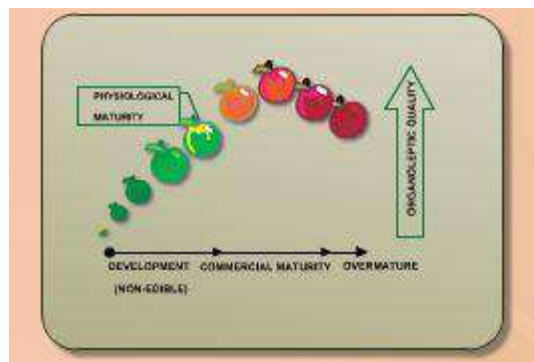 PHYSIOLOGICAL
MATURITY
ORGANOLEPTIC QUALITY
DEVELOPMENT COMMERCIAL MATURITY OVERMATURE
(NON-EDIBLE)